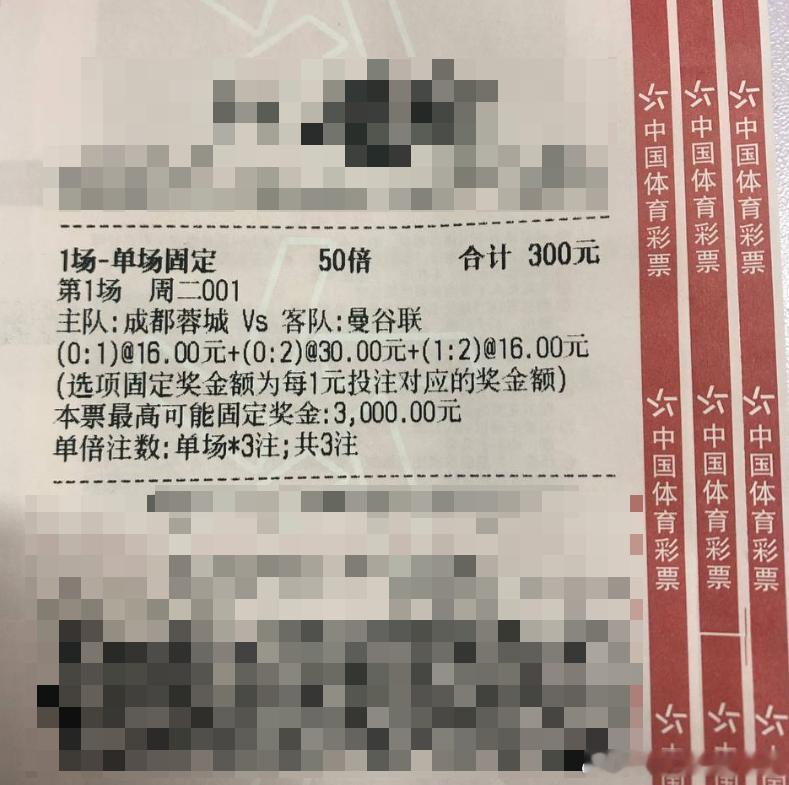 1场-单场固定 50倍 合计 300元
第1场 周二001
主队:成都蓉城 Vs 客队:曼谷联
(0:1)@16.00元+(0:2)@30.00元+(1:2)@16.00元
(选项固定奖金额为每1元投注对应的奖金额)
本票最高可能固定奖金:3,000.00元
单倍注数:单场*3注;共3注
中国体育彩票
中国体育彩票
中国体育彩票
中国体育彩票
中国体育彩票
中国体育彩票
中
中
中